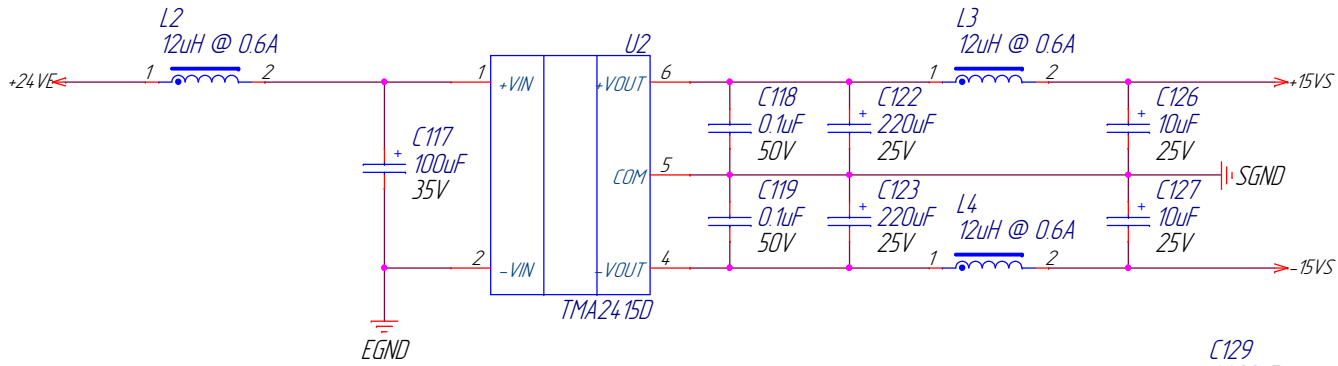 L2
12uH @ 0.6A
+24VE
1
2
C117
+
100uF
35V
EGND
U2
1
+VIN
2
-VIN
+VOUT
6
COM
5
-VOUT
4
TMA2415D
C118
0.1uF
50V
C119
0.1uF
50V
C122
+
220uF
25V
C123
+
220uF
25V
L3
12uH @ 0.6A
1
2
L4
12uH @ 0.6A
1
2
C126
+
10uF
25V
C127
+
10uF
25V
+15VS
SGND
-15VS
C129